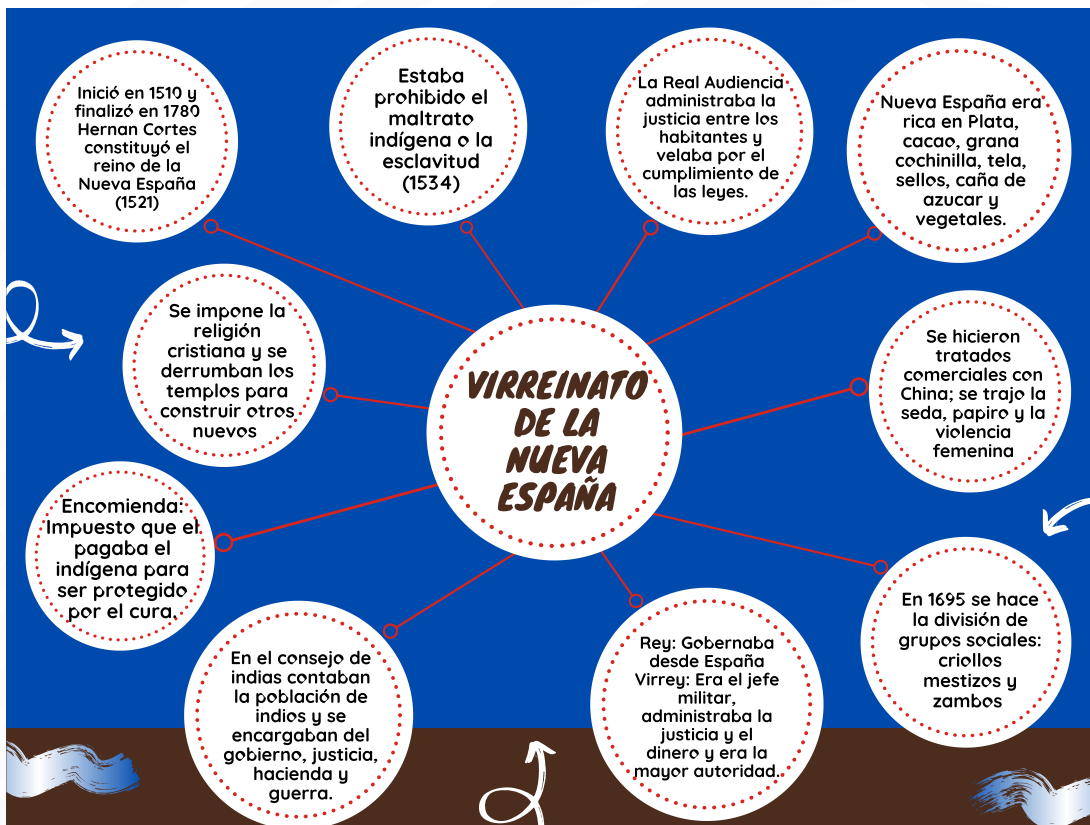 Inició en 1510 y
finalizó en 1780
Hernan Cortes
constituyó el
reino de la
Nueva España
(1521)
Estaba
prohibido el
maltrato
indígena o la
esclavitud
(1534)
La Real Audiencia
administraba la
justicia entre los
habitantes y
velaba por el
cumplimiento de
las leyes.
Nueva España era
rica en Plata,
cacao, grana
cochinilla, tela,
sellos, caña de
azucar y
vegetales.
Se impone la
religión
cristiana y se
derrumban los
templos para
construir otros
nuevos
VIRREINATO
DE LA
NUEVA
ESPAÑA
Se hicieron
tratados
comerciales con
China; se trajo la
seda, papiro y la
violencia
femenina
Encomienda:
Impuesto que el
pagaba el
indígena para
ser protegido
por el cura.
En el consejo de
indias contaban
la población de
indios y se
encargaban del
gobierno, justicia,
hacienda y
guerra.
Rey: Gobernaba
desde España
Virrey: Era el jefe
militar,
administraba la
justicia y el
dinero y era la
mayor autoridad.
En 1695 se hace
la división de
grupos sociales:
criollos
mestizos y
zambos